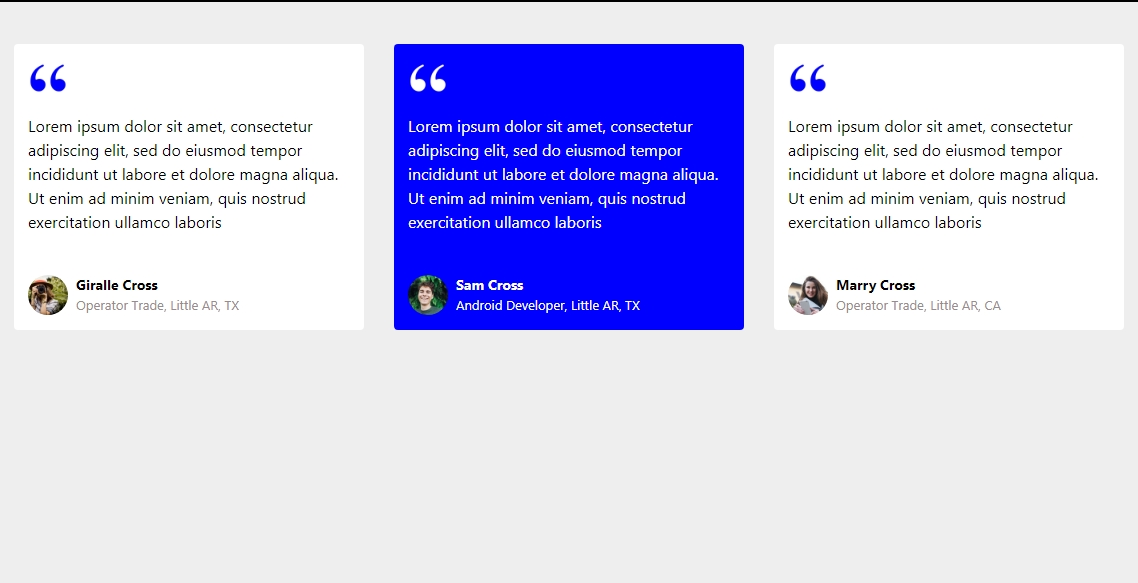 “
Lorem ipsum dolor sit amet, consectetur
adipiscing elit, sed do eiusmod tempor
incididunt ut labore et dolore magna aliqua.
Ut enim ad minim veniam, quis nostrud
exercitation ullamco laboris
Giralle Cross
Operator Trade, Little AR, TX
“
Lorem ipsum dolor sit amet, consectetur
adipiscing elit, sed do eiusmod tempor
incididunt ut labore et dolore magna aliqua.
Ut enim ad minim veniam, quis nostrud
exercitation ullamco laboris
Sam Cross
Android Developer, Little AR, TX
“
Lorem ipsum dolor sit amet, consectetur
adipiscing elit, sed do eiusmod tempor
incididunt ut labore et dolore magna aliqua.
Ut enim ad minim veniam, quis nostrud
exercitation ullamco laboris
Marry Cross
Operator Trade, Little AR, CA